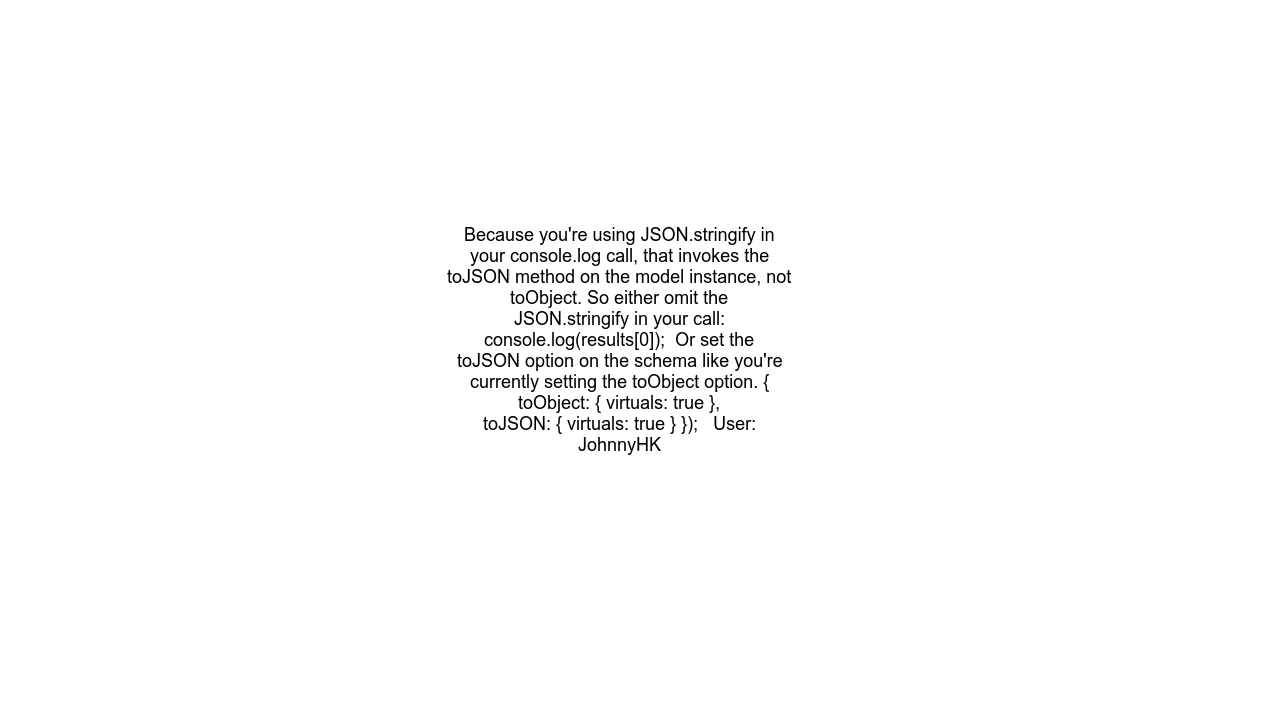 Because you're using JSON.stringify in
your console.log call, that invokes the
toJSON method on the model instance, not
toObject. So either omit the
JSON.stringify in your call:
console.log(results[0]);  Or set the
toJSON option on the schema like you're
currently setting the toObject option. {
toObject: { virtuals: true },
toJSON: { virtuals: true } });   User:
JohnnyHK